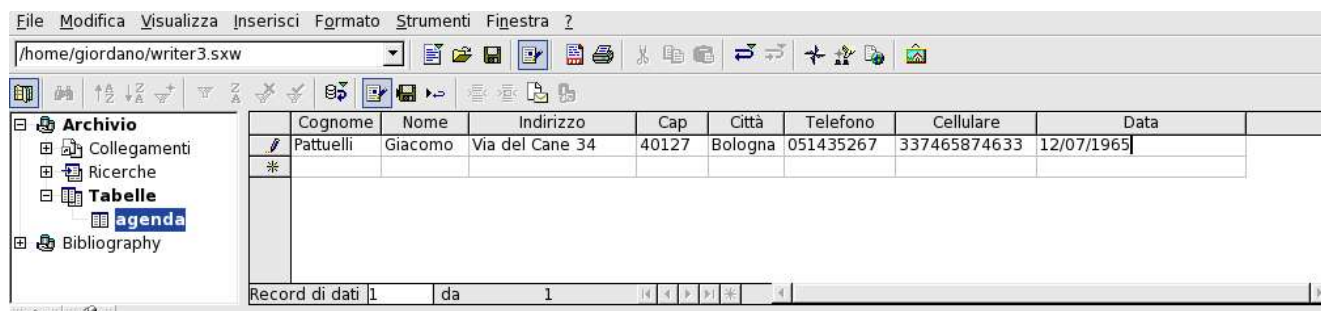 File Modifica Visualizza Inserisci Formato Strumenti Finestra ?
/home/giordano/writer3.sxw
Archivio
Collegamenti
Ricerche
Tabelle
agenda
Bibliography
Cognome Nome Indirizzo Cap Città Telefono Cellulare Data
Pattuelli Giacomo Via del Cane 34 40127 Bologna 051435267 337465874633 12/07/1965
Record di dati 1 da 1